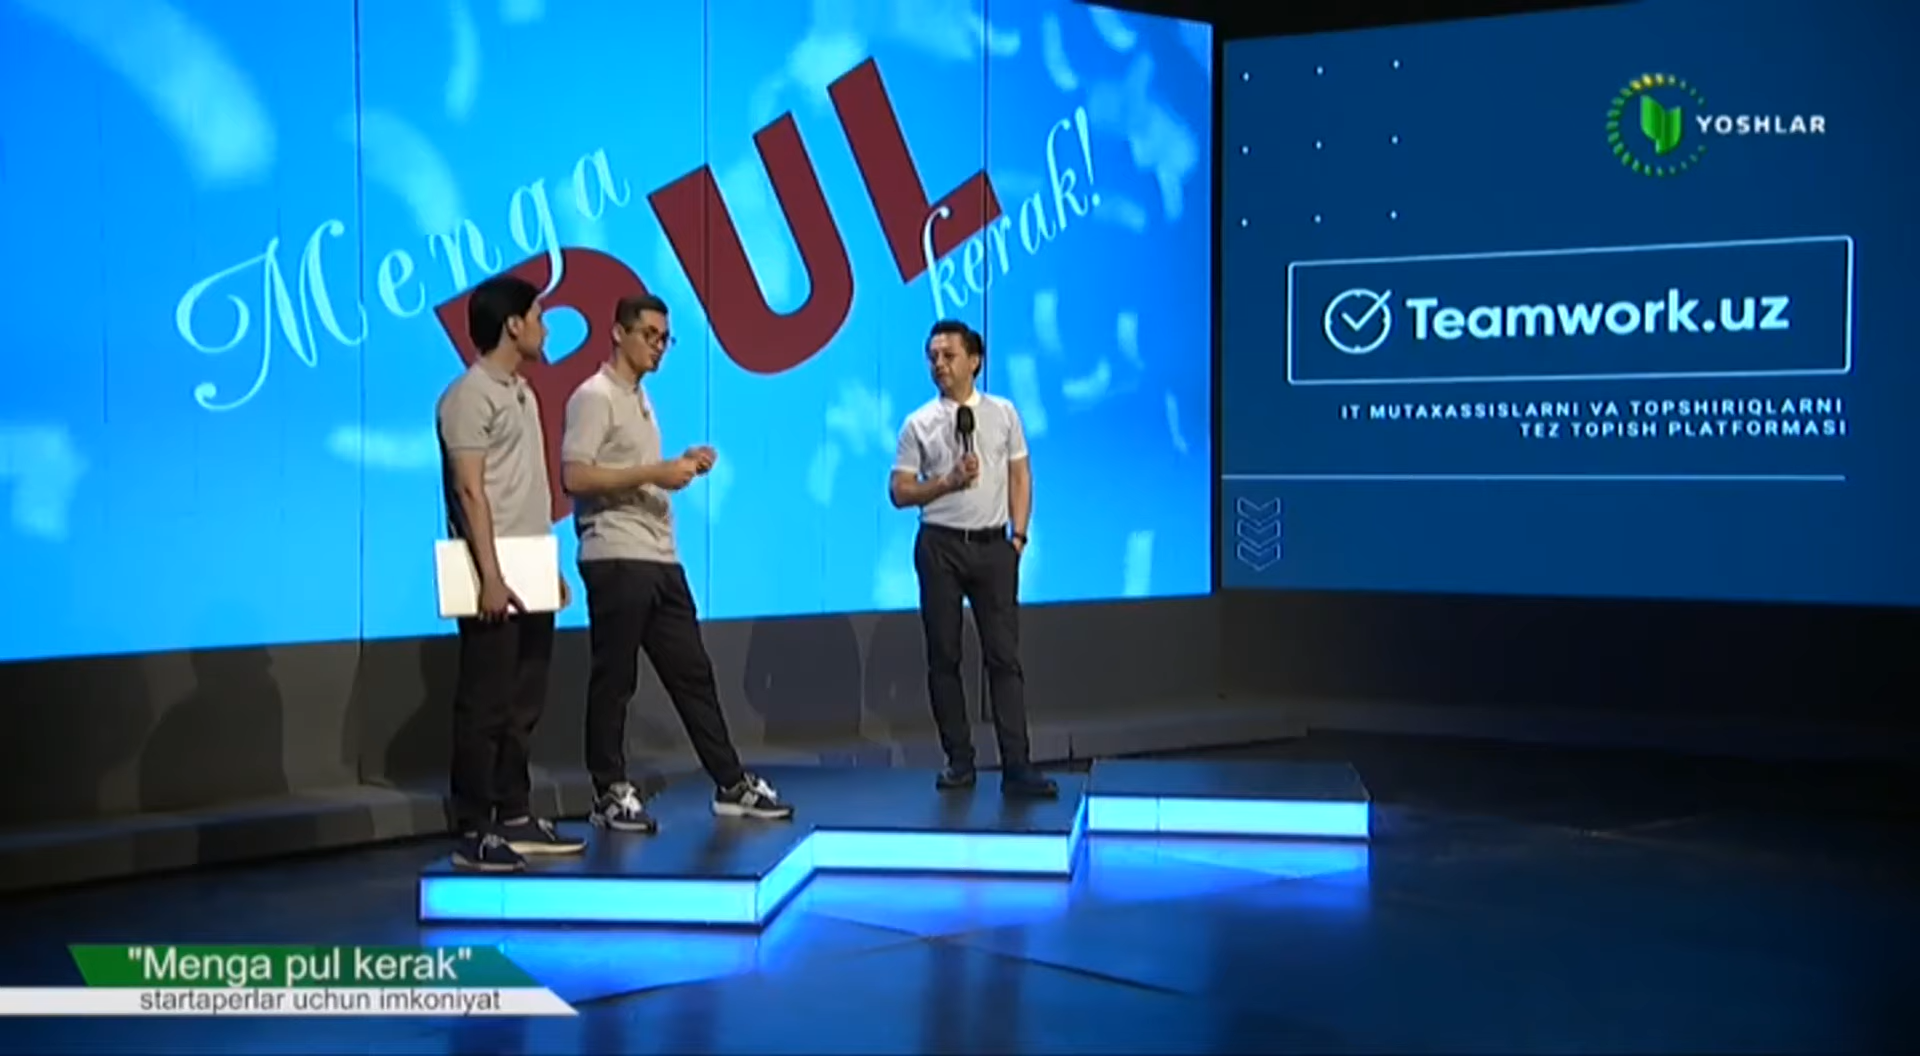 Menga
PUL
kerak!
YOSHLAR
Teamwork.uz
IT MUTAXASSISLARNI VA TOPSHIRIQLARNI
TEZ TOPISH PLATFORMASI
"Menga pul kerak"
startaperlar uchun imkoniyat